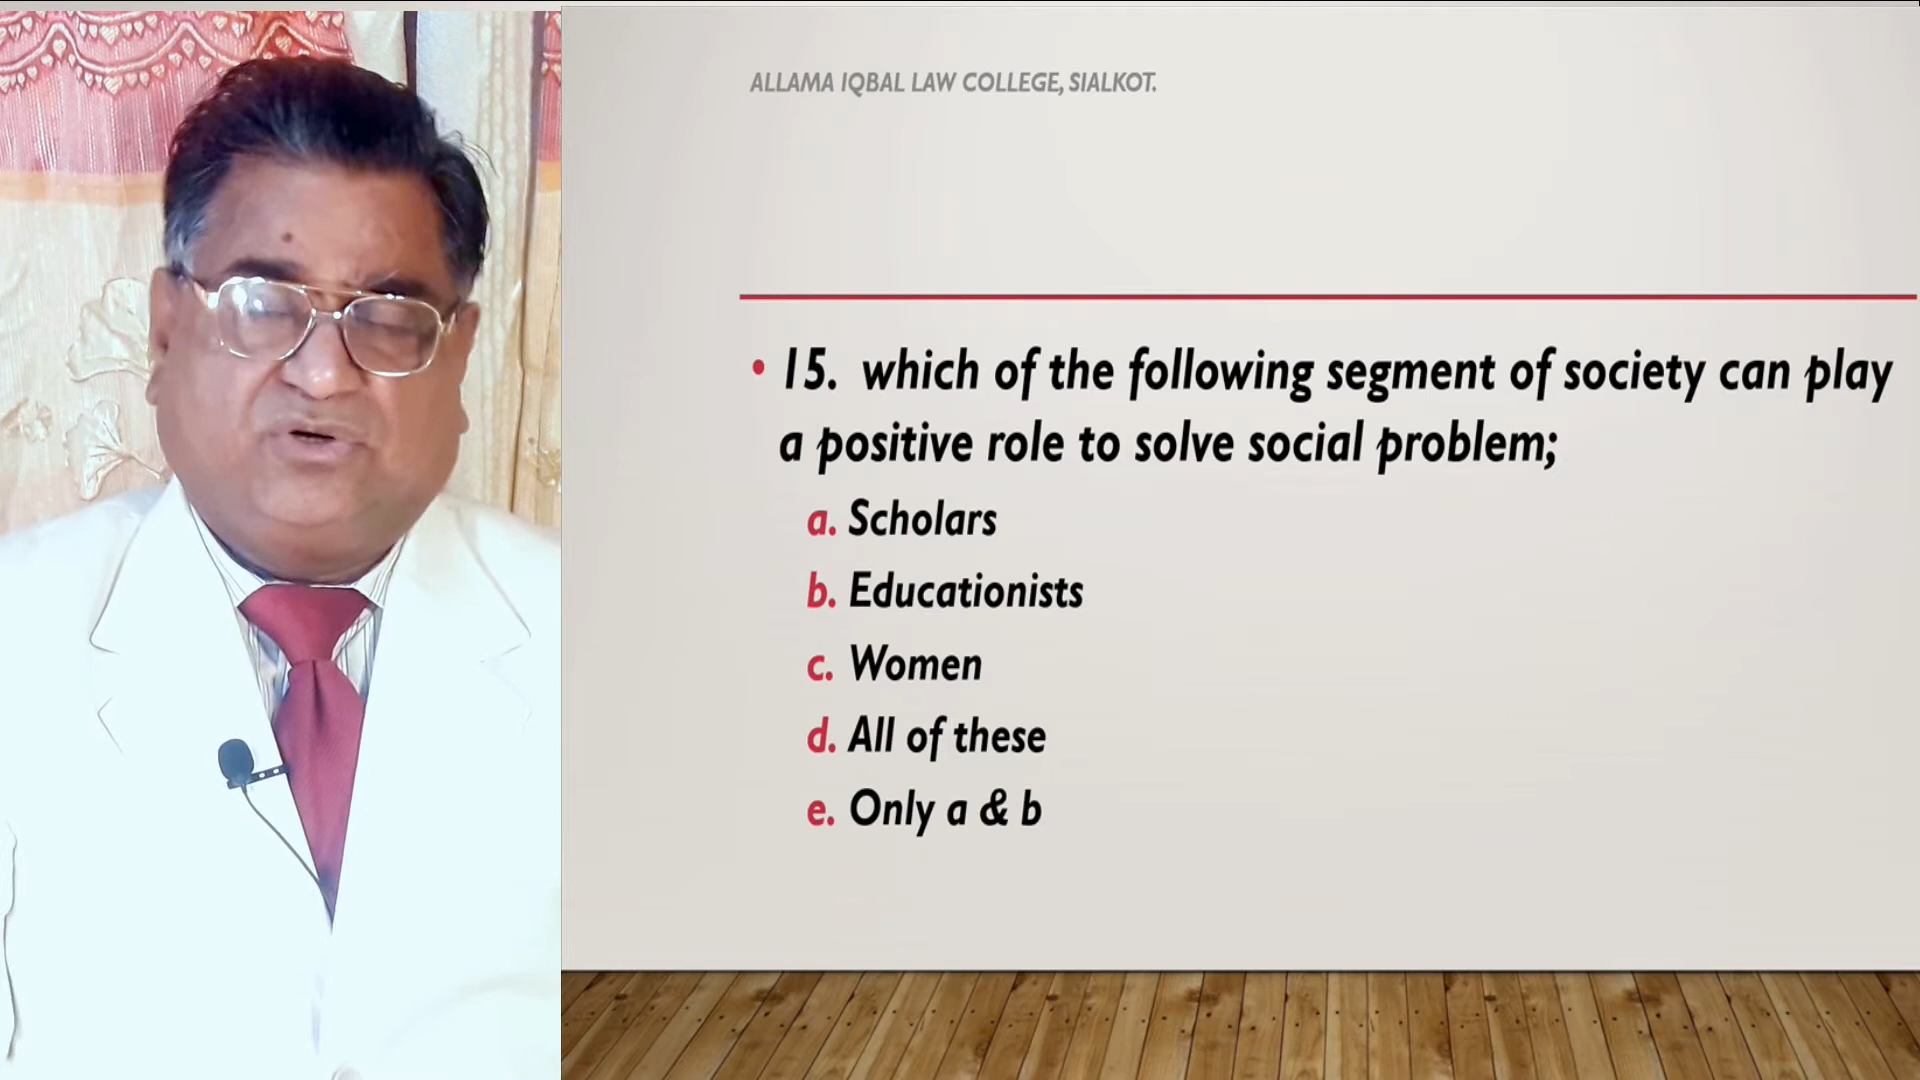 ALLAMA IQBAL LAW COLLEGE, SIALKOT.
• 15. which of the following segment of society can play
a positive role to solve social problem;
a. Scholars
b. Educationists
c. Women
d. All of these
e. Only a & b